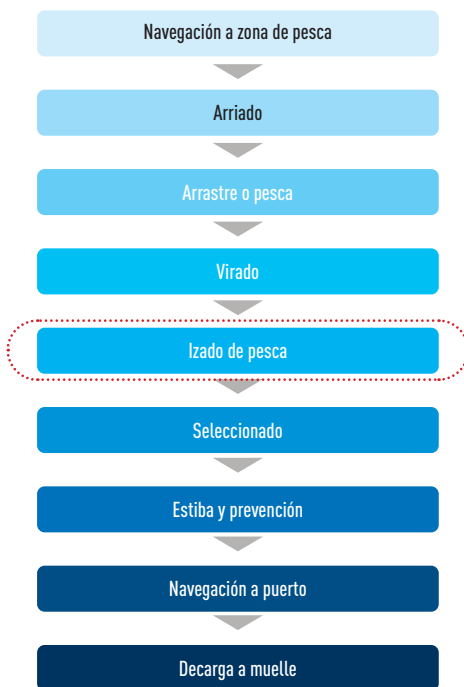 Navegación a zona de pesca
Arriado
Arrastre o pesca
Virado
Izado de pesca
Seleccionado
Estiba y prevención
Navegación a puerto
Decarga a muelle